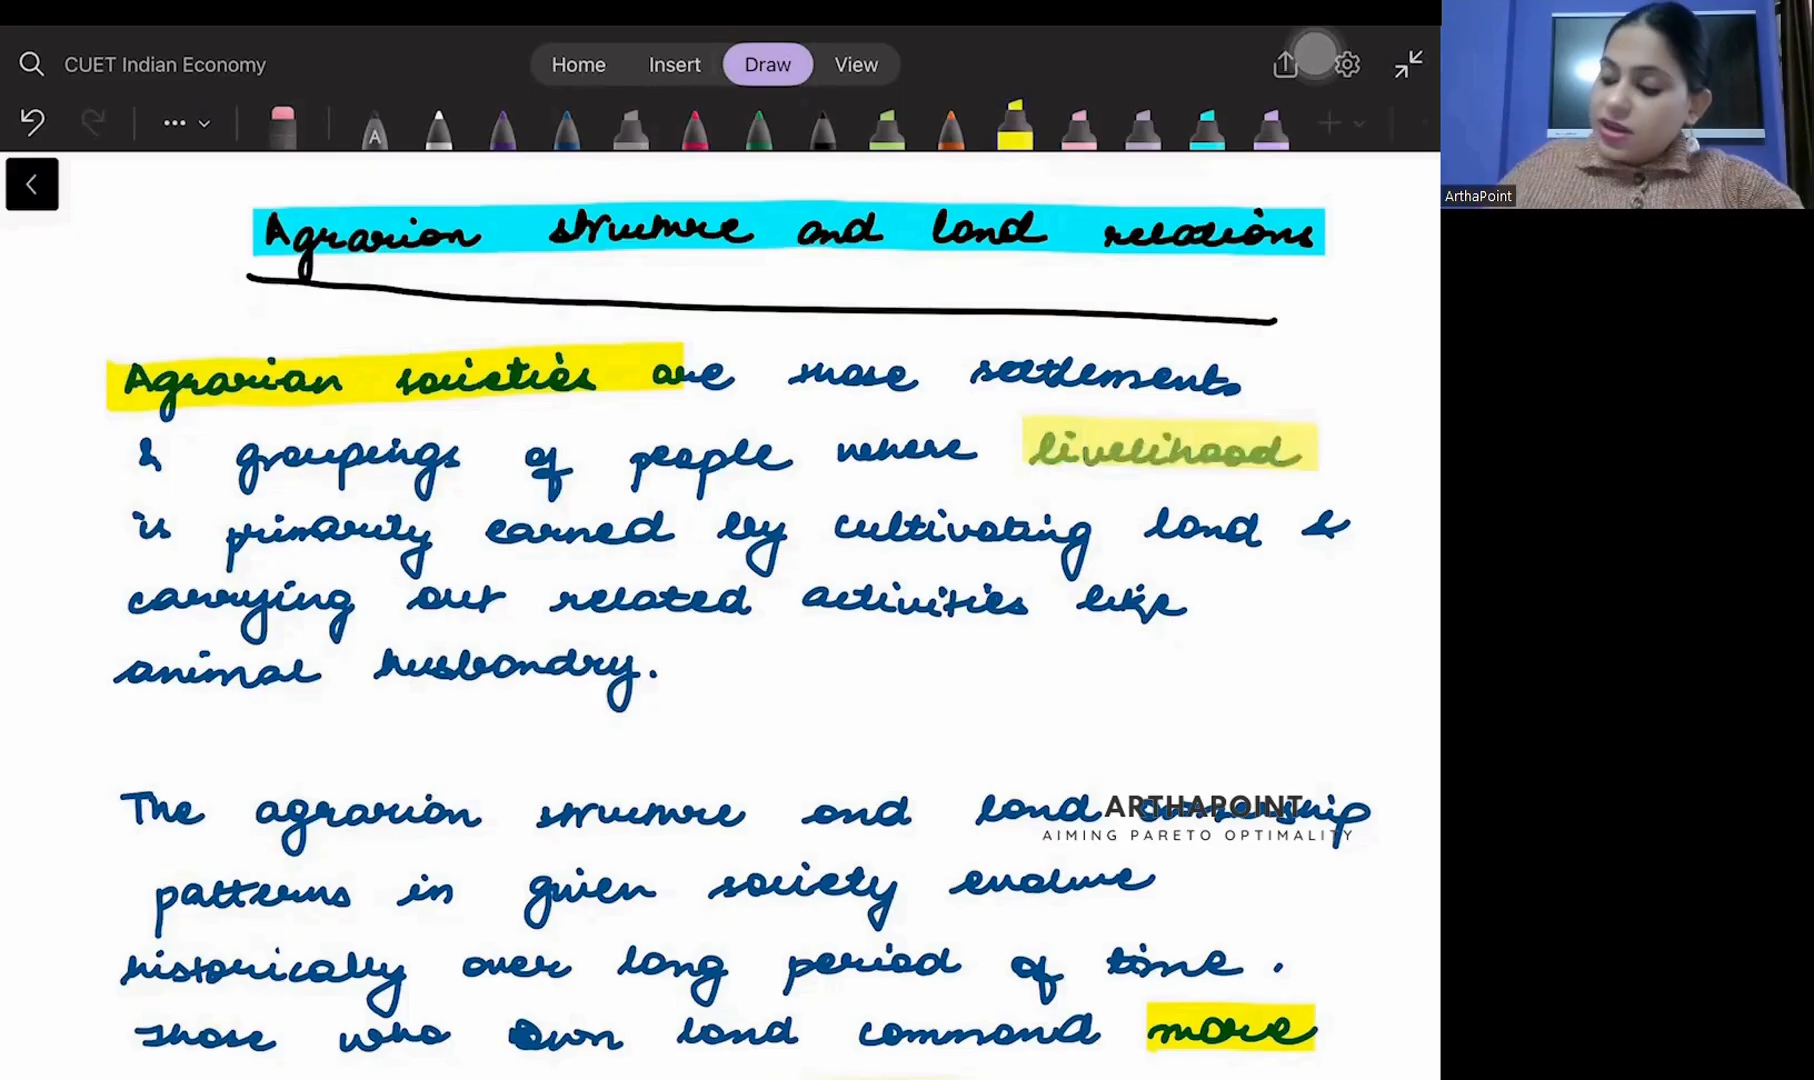 CUET Indian Economy
Home Insert Draw View
A
ArthaPoint
Agrarian structure and land relations
Agrarian societies are those settlements
& groupings of people where livelihood
is primarily earned by cultivating land &
carrying out related activities like
animal husbandry.
The agrarian structure and land ownership
ARTHAPOINT
AIMING PARETO OPTIMALITY
patterns in given society evolve
historically over long period of time.
Those who own land command more